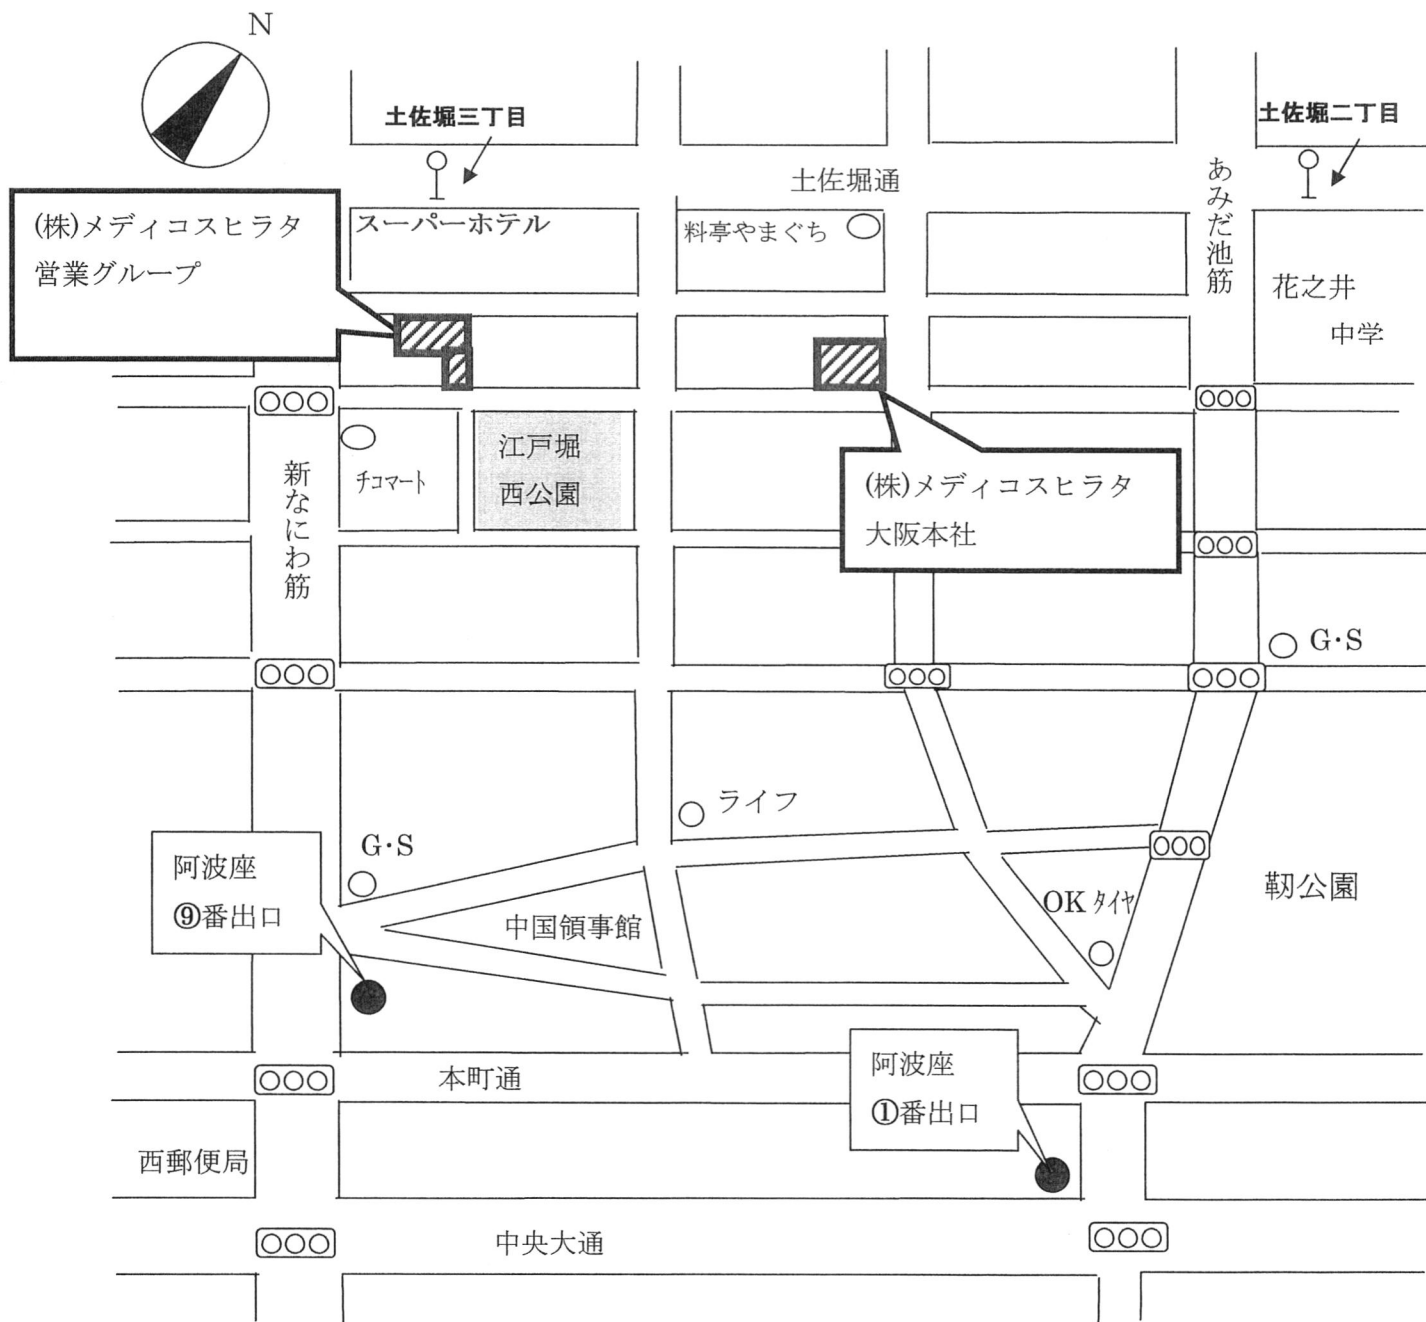 N
土佐堀三丁目
土佐堀二丁目
土佐堀通
あみだ池筋
(株)メディコスヒラタ
営業グループ
スーパーホテル
料亭やまぐち
花之井
中学
江戸堀
西公園
チコマート
新なにわ筋
(株)メディコスヒラタ
大阪本社
G・S
ライフ
G・S
阿波座
⑨番出口
中国領事館
OKタイヤ
靭公園
本町通
阿波座
①番出口
西郵便局
中央大通